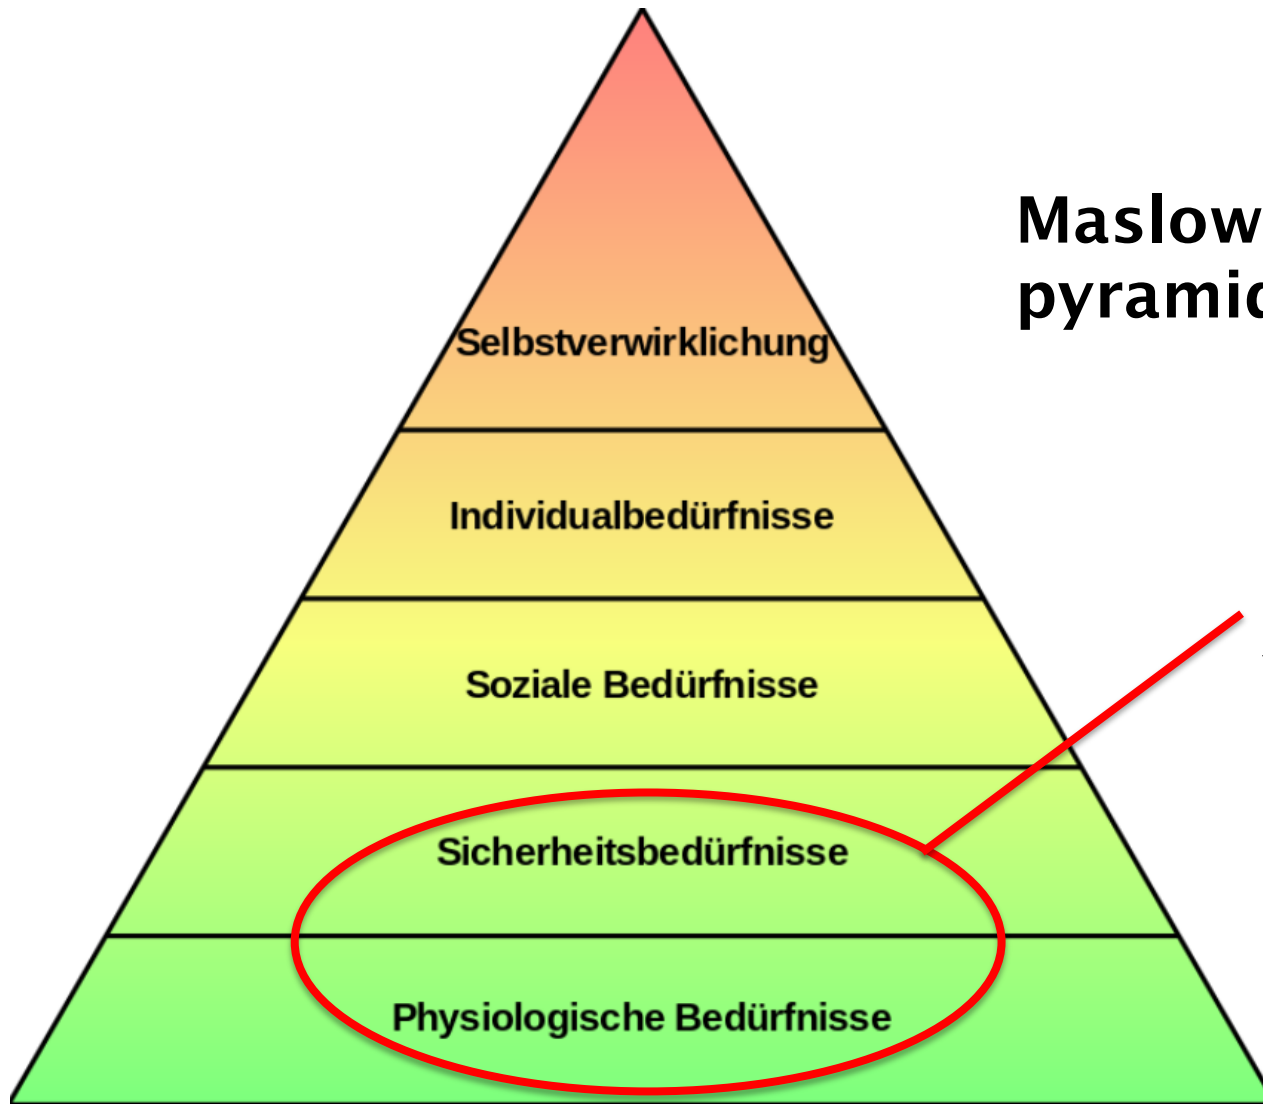 Maslow
pyramid
Selbstverwirklichung
Individualbedürfnisse
Soziale Bedürfnisse
Sicherheitsbedürfnisse
Physiologische Bedürfnisse